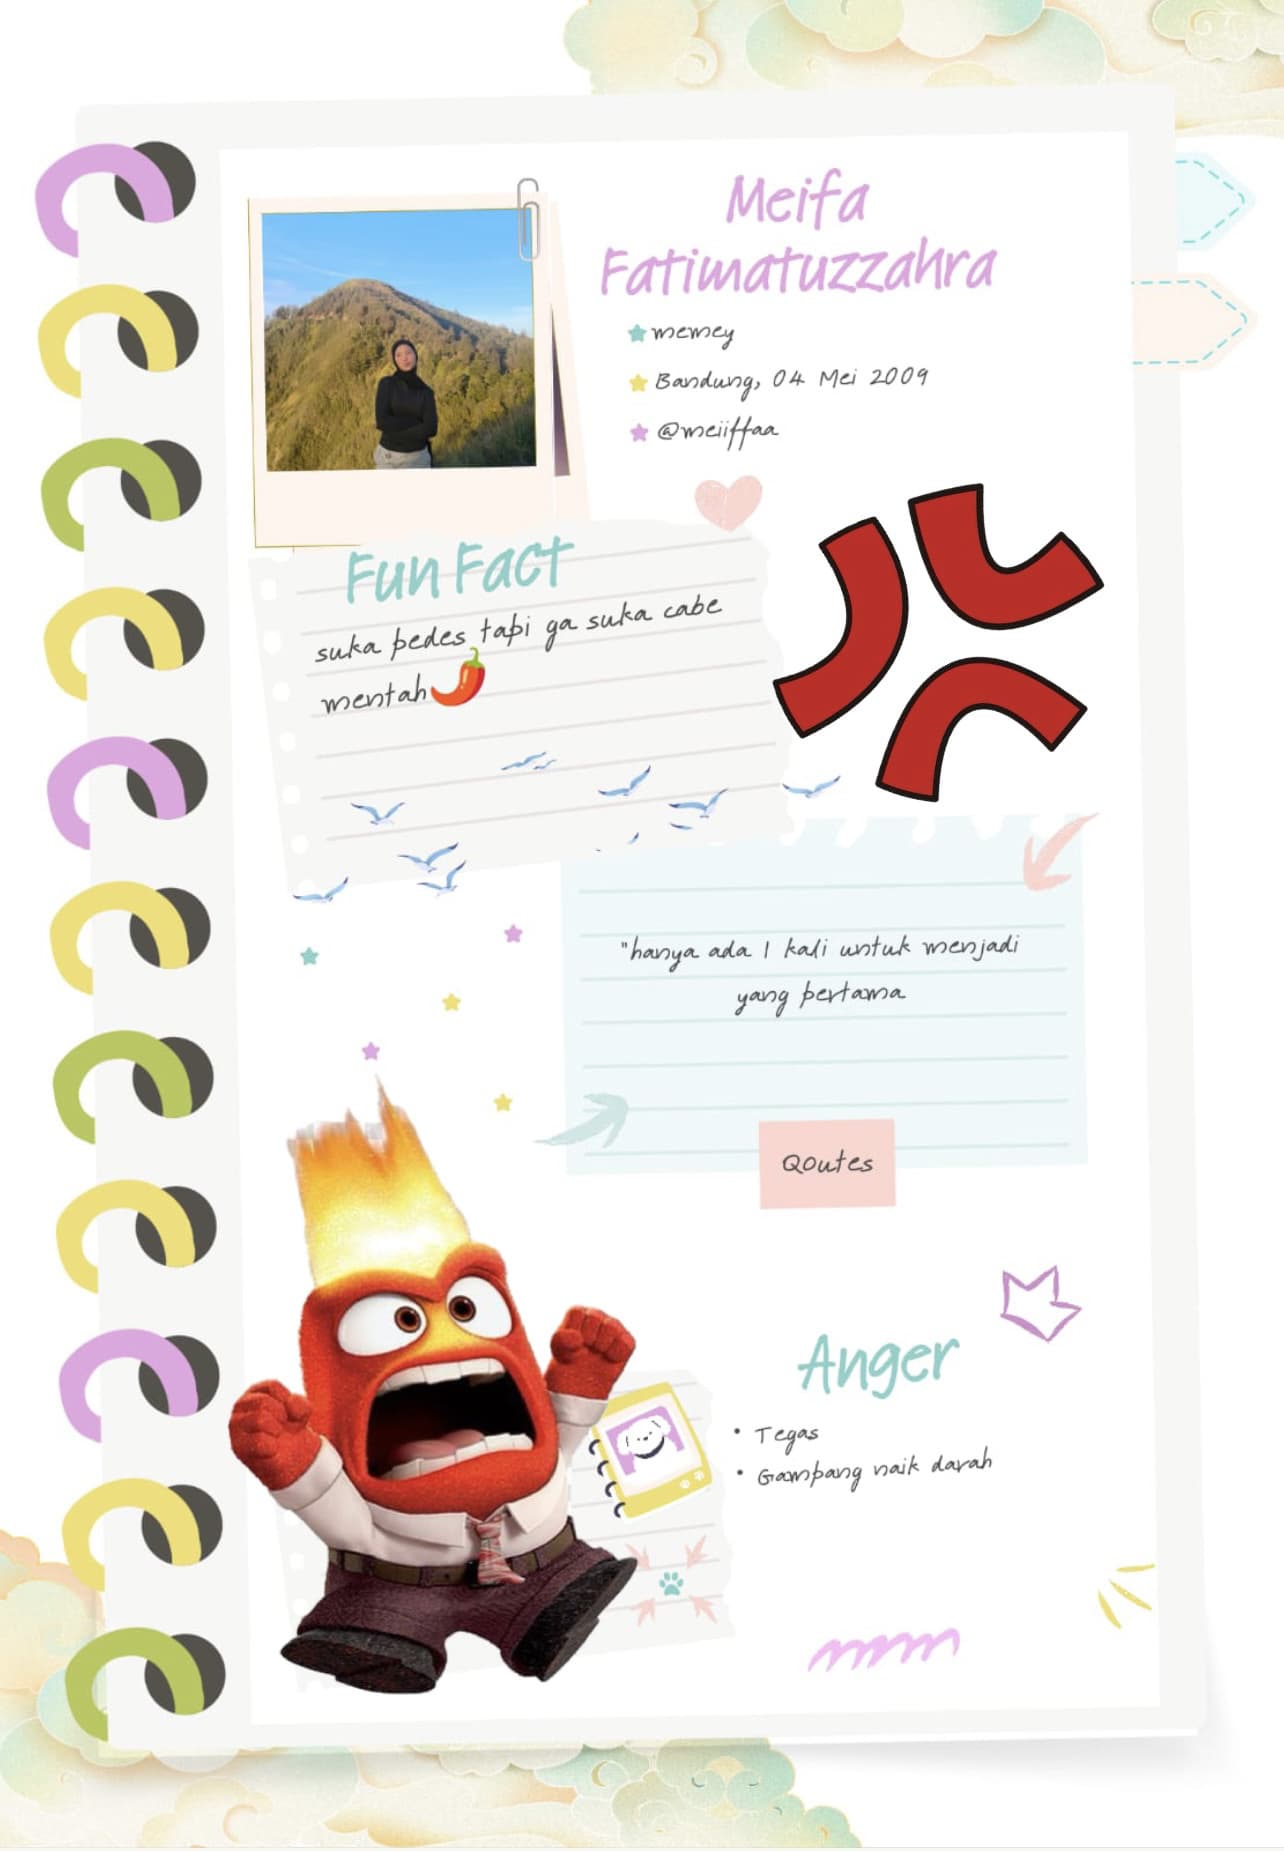 Meifa
Fatimatuzzahra
memey
Bandung, 04 Mei 2009
@meiiffaa
Fun Fact
suka pedes tapi ga suka cabe
mentah🌶️
"hanya ada 1 kali untuk menjadi
yang pertama
Qoutes
Anger
• Tegas
• Gampang naik darah